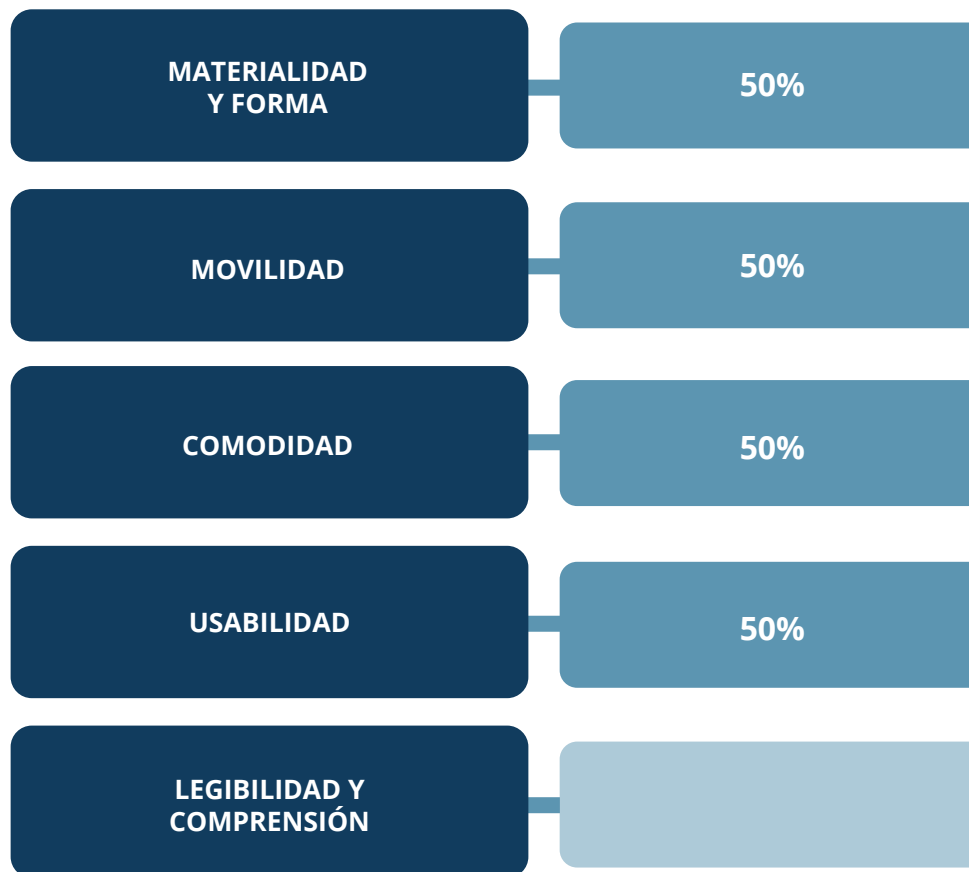 MATERIALIDAD
Y FORMA
50%
MOVILIDAD
50%
COMODIDAD
50%
USABILIDAD
50%
LEGIBILIDAD Y
COMPRENSIÓN